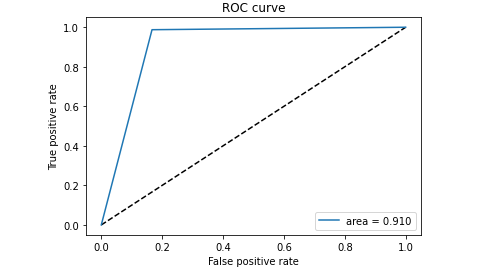 ROC curve
True positive rate
1.0
0.8
0.6
0.4
0.2
0.0
area = 0.910
0.0 0.2 0.4 0.6 0.8 1.0
False positive rate